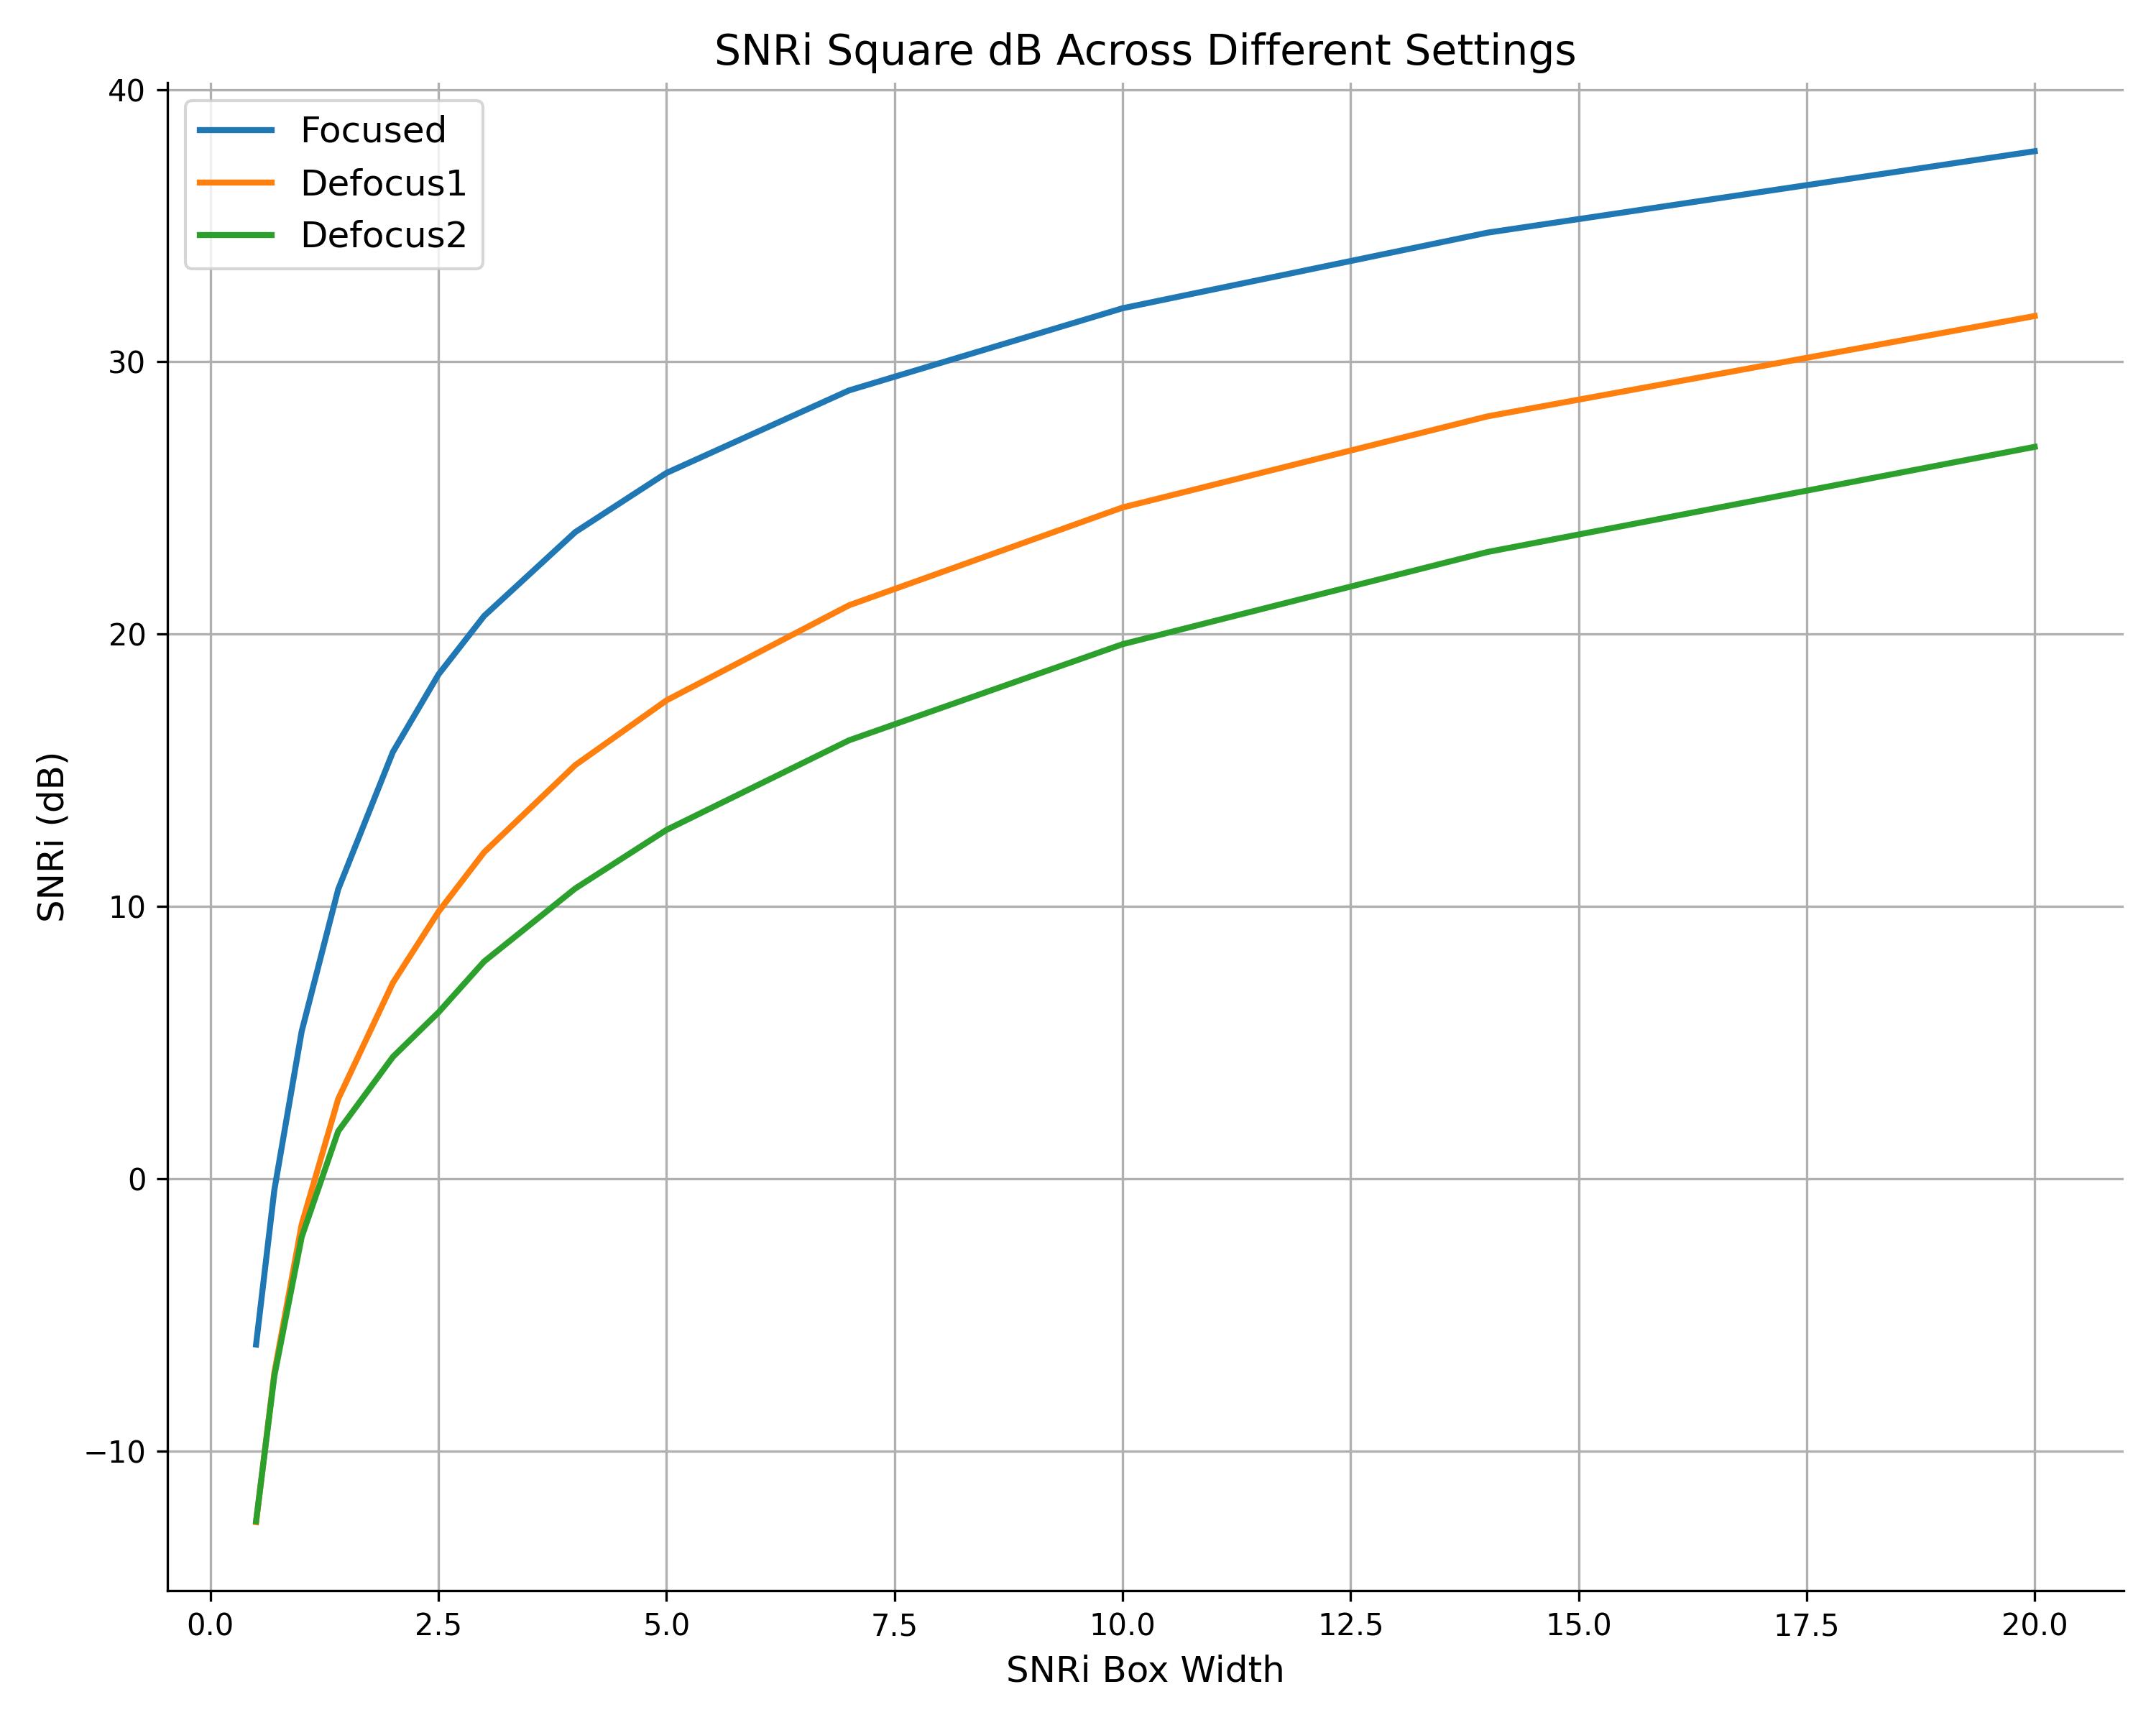 SNRi Square dB Across Different Settings
Focused
Defocus1
Defocus2
SNRi (dB)
40
30
20
10
0
−10
0.0 2.5 5.0 7.5 10.0 12.5 15.0 17.5 20.0
SNRi Box Width